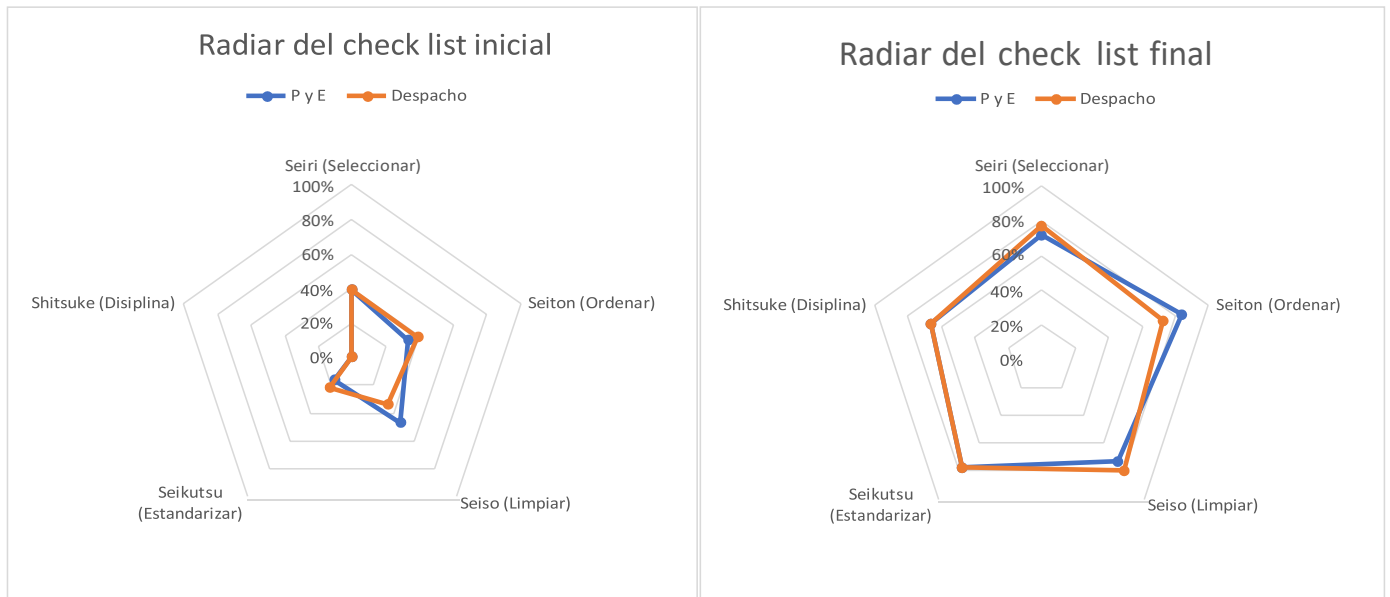 Radiar del check list inicial
P y E
Despacho
Seiri (Seleccionar)
100%
80%
60%
40%
20%
0%
Seiton (Ordenar)
Seiso (Limpiar)
Seikutsu
(Estandarizar)
Shitsuke (Disiplina)
Radiar del check list final
P y E
Despacho
Seiri (Seleccionar)
100%
80%
60%
40%
20%
0%
Seiton (Ordenar)
Seiso (Limpiar)
Seikutsu
(Estandarizar)
Shitsuke (Disiplina)